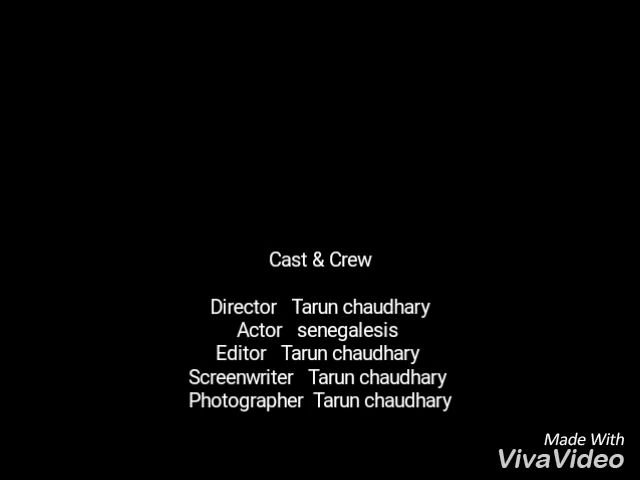 Cast & Crew
Director Tarun chaudhary
Actor senegalesis
Editor Tarun chaudhary
Screenwriter Tarun chaudhary
Photographer Tarun chaudhary
Made With
VivaVideo